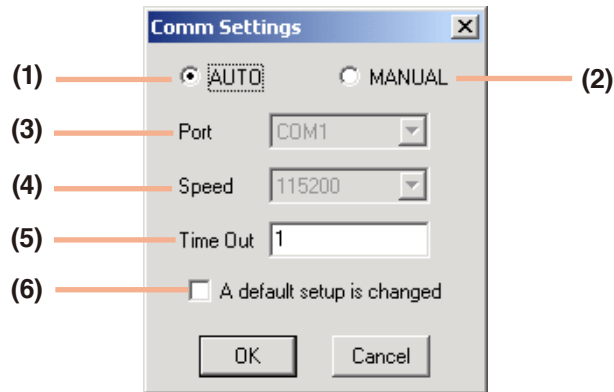 Comm Settings
(1) AUTO MANUAL (2)
(3) Port COM1
(4) Speed 115200
(5) Time Out 1
(6) A default setup is changed
OK Cancel